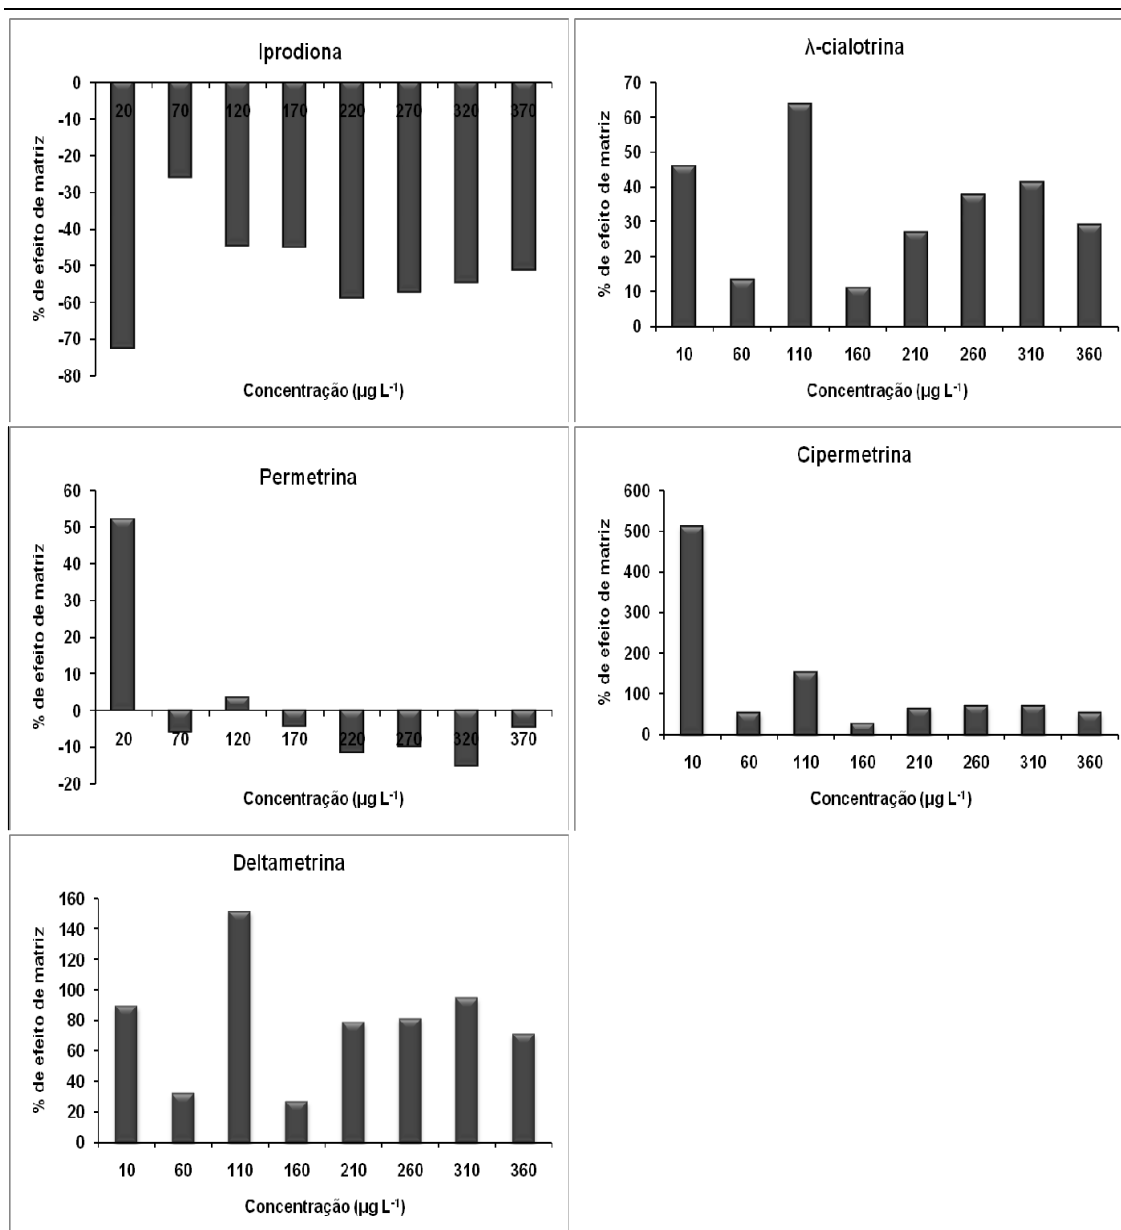 Iprodiona
% de efeito de matriz
0
-10
-20
-30
-40
-50
-60
-70
-80
20 70 120 170 220 270 320 370
Concentração (µg L⁻¹)
λ-cialotrina
% de efeito de matriz
70
60
50
40
30
20
10
0
10 60 110 160 210 260 310 360
Concentração (µg L⁻¹)
Permetrina
% de efeito de matriz
60
50
40
30
20
10
0
-10
-20
20 70 120 170 220 270 320 370
Concentração (µg L⁻¹)
Cipermetrina
% de efeito de matriz
600
500
400
300
200
100
0
10 60 110 160 210 260 310 360
Concentração (µg L⁻¹)
Deltametrina
% de efeito de matriz
160
140
120
100
80
60
40
20
0
10 60 110 160 210 260 310 360
Concentração (µg L⁻¹)